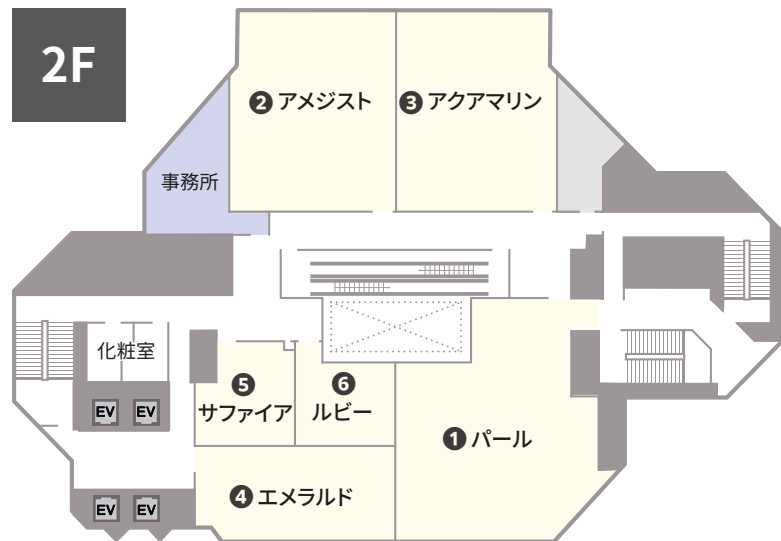 2F
❷ アメジスト
❸ アクアマリン
事務所
化粧室
❺
サファイア
❻
ルビー
EV
EV
❶ パール
❹ エメラルド
EV
EV